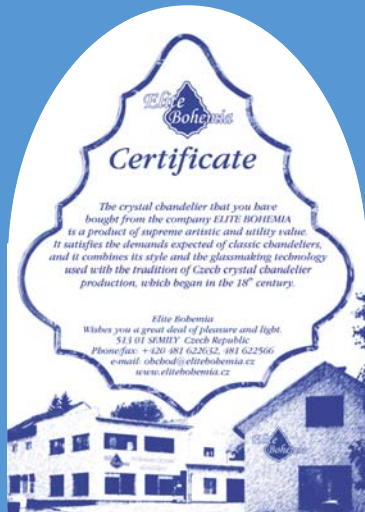 Elite
Bohemia
Certificate
The crystal chandelier that you have
bought from the company ELITE BOHEMIA
is a product of supreme artistic and utility value.
It satisfies the demands expected of classic chandeliers,
and it combines its style and the glassmaking technology
used with the tradition of Czech crystal chandelier
production, which began in the 18th century.
Elite Bohemia
Wishes you a great deal of pleasure and light.
513 01 SEMILY Czech Republic
Phone/fax: +420 481 622632, 481 622566
e-mail: obchod@elitebohemia.cz
www.elitebohemia.cz
Elite
Bohemia